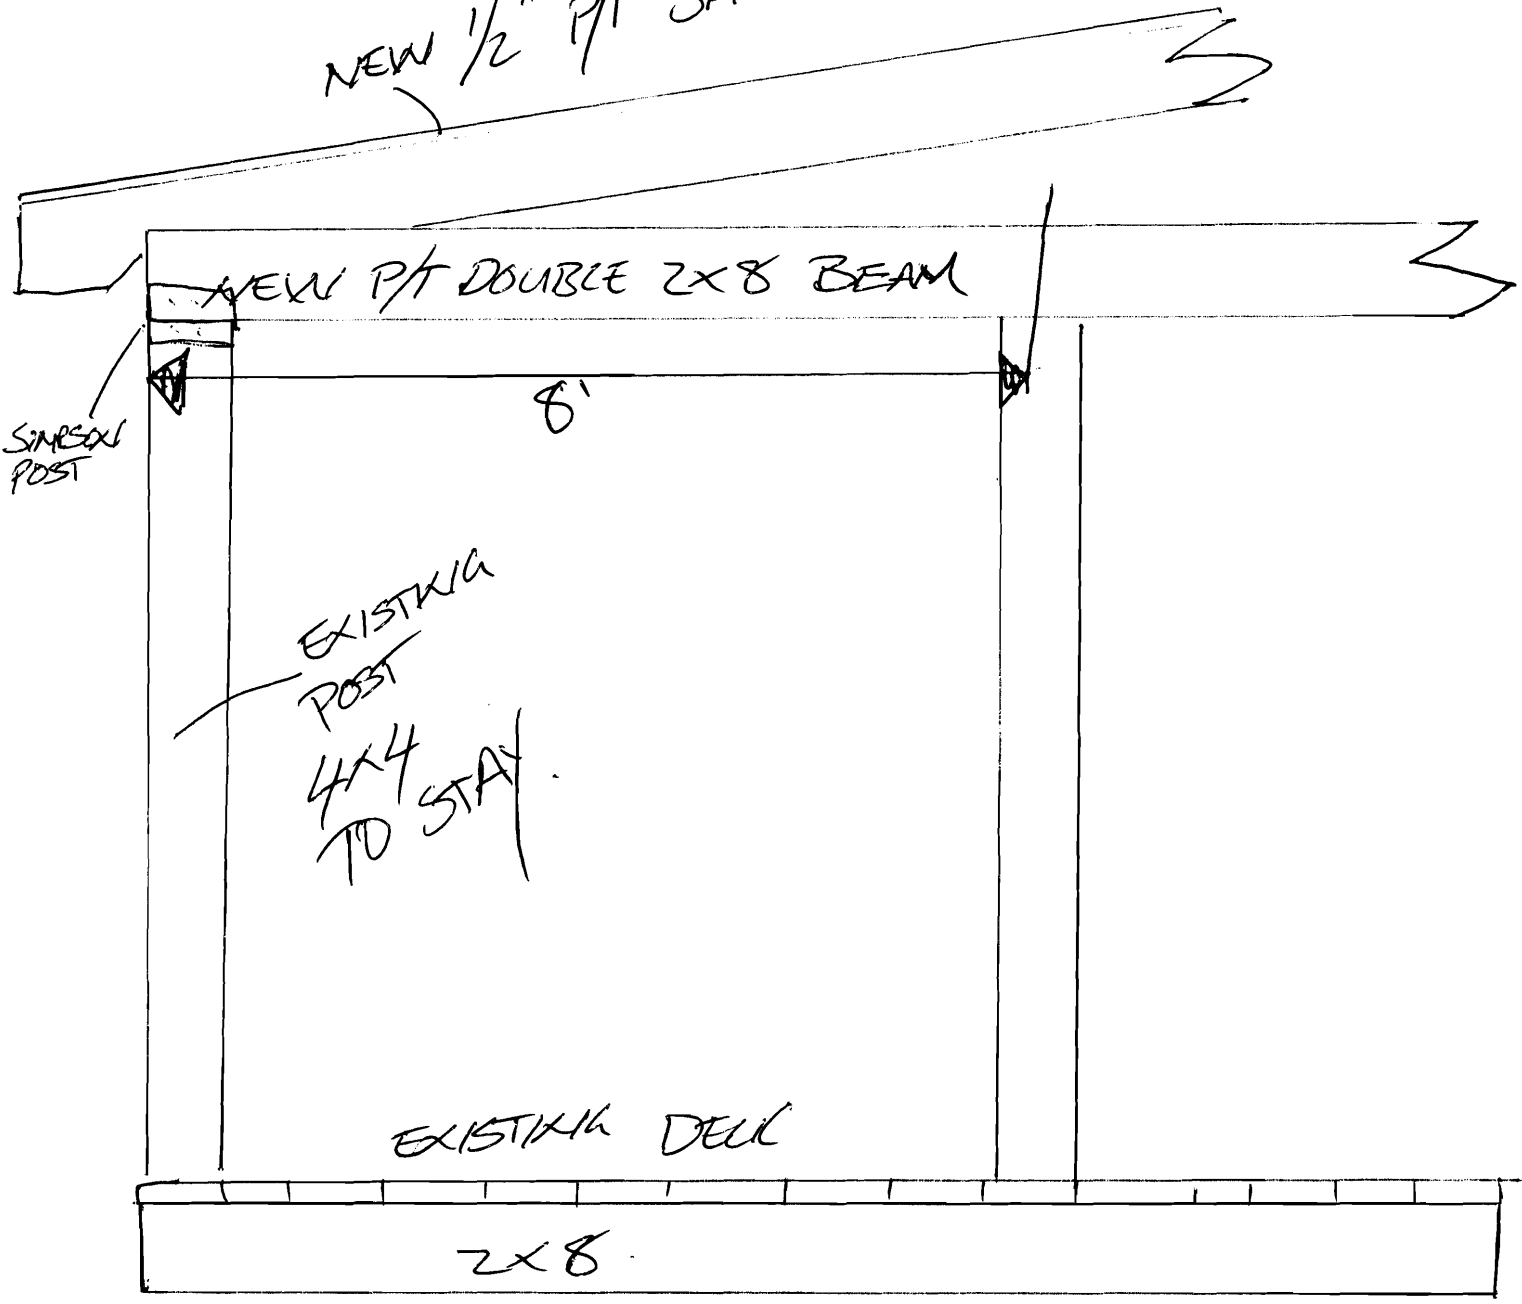 NEW 1/2" P/T
NEW P/T DOUBLE 2X8 BEAM
8'
SIMPSON
POST
EXISTING
POST
4X4
TO STAY.
EXISTING DECK
2X8.